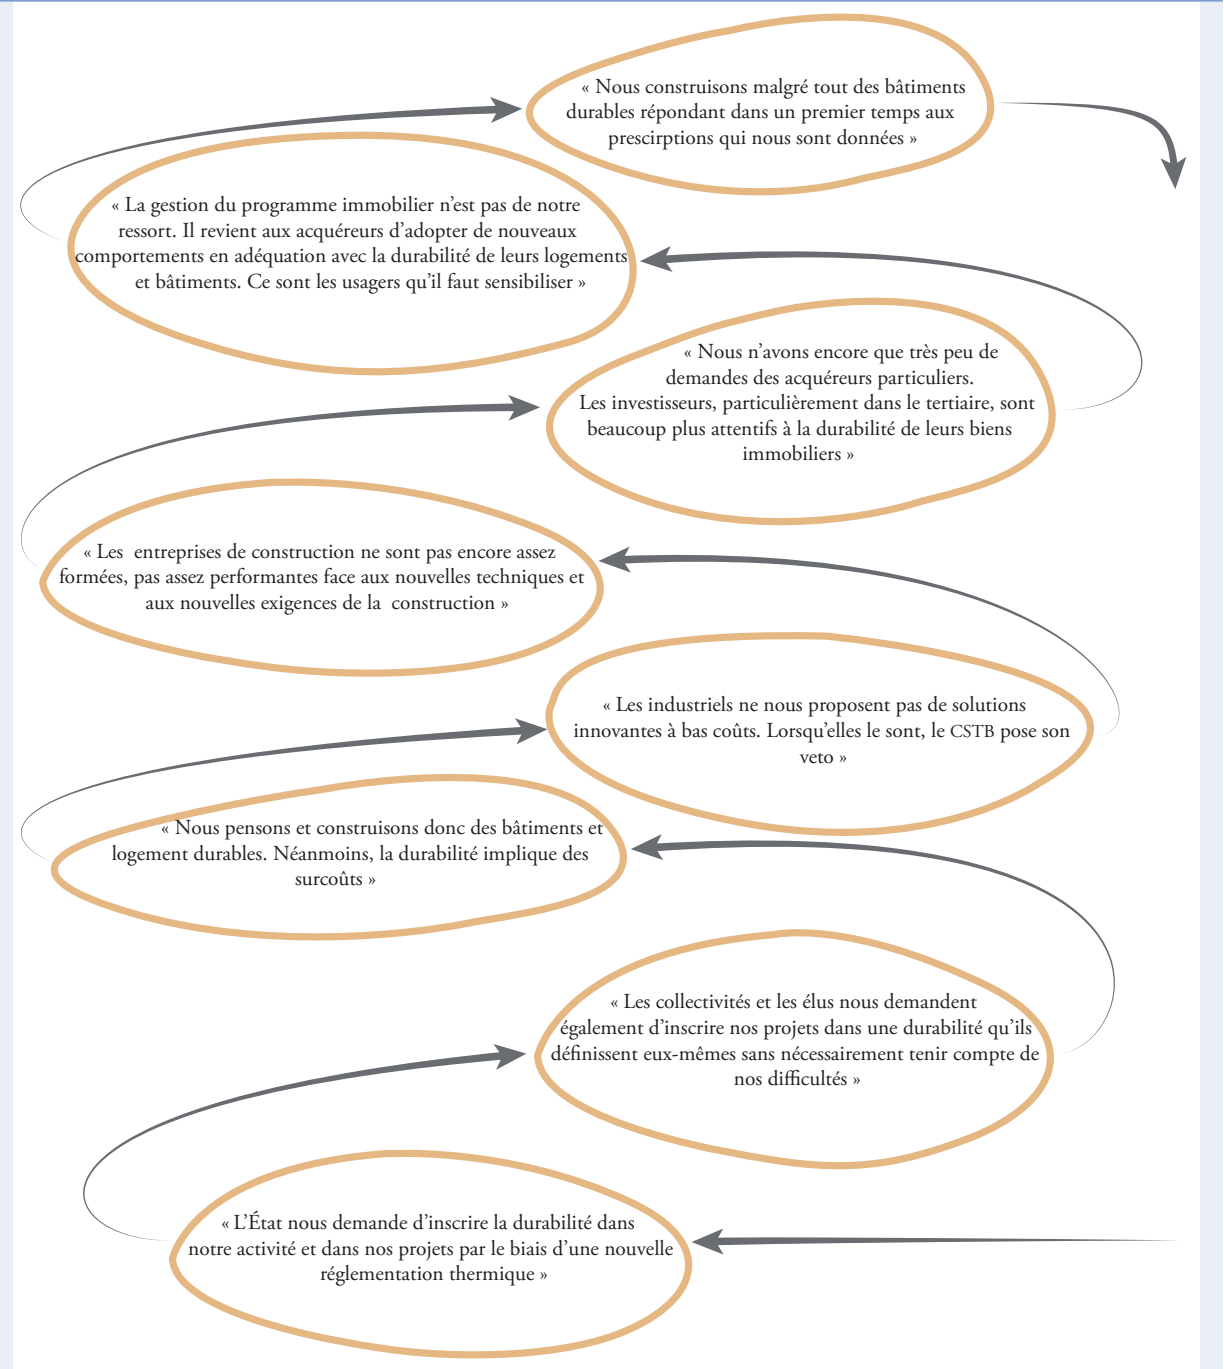 « Nous construisons malgré tout des bâtiments
durables répondant dans un premier temps aux
prescirptions qui nous sont données »
« La gestion du programme immobilier n’est pas de notre
ressort. Il revient aux acquéreurs d’adopter de nouveaux
comportements en adéquation avec la durabilité de leurs logements
et bâtiments. Ce sont les usagers qu’il faut sensibiliser »
« Nous n’avons encore que très peu de
demandes des acquéreurs particuliers.
Les investisseurs, particulièrement dans le tertiaire, sont
beaucoup plus attentifs à la durabilité de leurs biens
immobiliers »
« Les entreprises de construction ne sont pas encore assez
formées, pas assez performantes face aux nouvelles techniques et
aux nouvelles exigences de la construction »
« Les industriels ne nous proposent pas de solutions
innovantes à bas coûts. Lorsqu’elles le sont, le CSTB pose son
veto »
« Nous pensons et construisons donc des bâtiments et
logement durables. Néanmoins, la durabilité implique des
surcoûts »
« Les collectivités et les élus nous demandent
également d’inscrire nos projets dans une durabilité qu’ils
définissent eux-mêmes sans nécessairement tenir compte de
nos difficultés »
« L’État nous demande d’inscrire la durabilité dans
notre activité et dans nos projets par le biais d’une nouvelle
réglementation thermique »